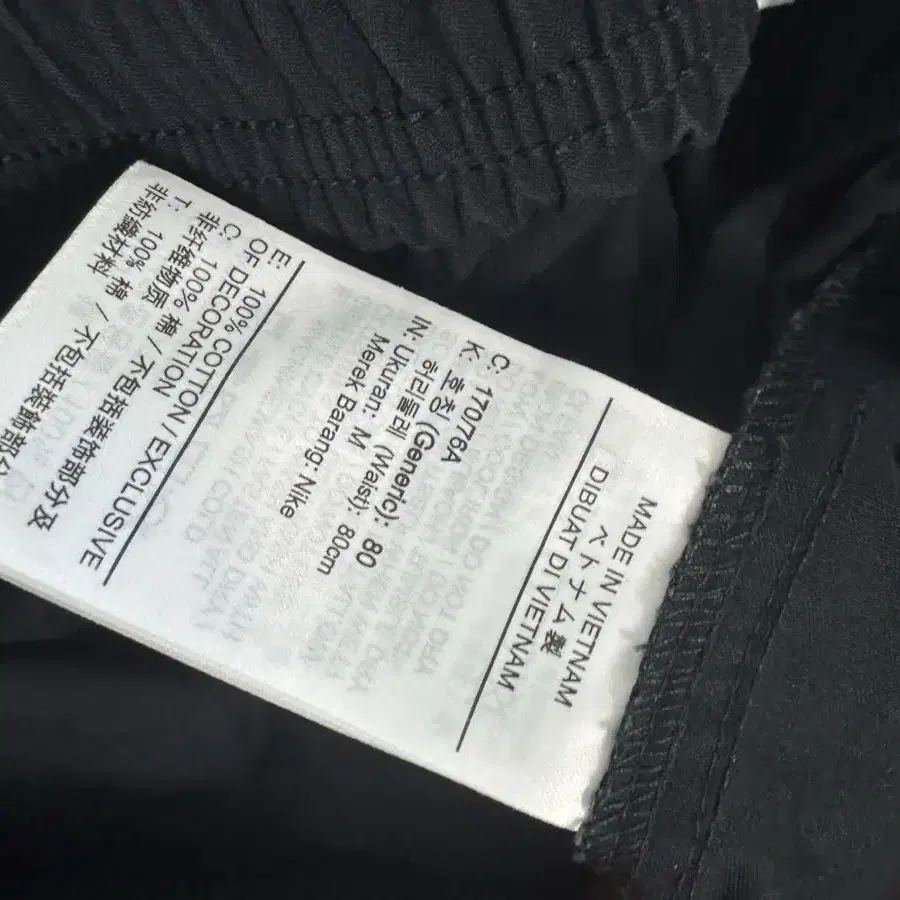 MADE IN VIETNAM
ベトナム製
DIBUAT DI VIETNAM
C: 170/76A
K: 호칭 (Generic): 80
허리둘레 (Waist): 80cm
IN: Ukuran: M
Merek Barang: Nike
E: 100% COTTON / EXCLUSIVE
OF DECORATION
C: 100% 棉 / 不包括装饰部分及
非纤维物质
T: 100% 棉 / 不包括裝飾部分
非紡織材料